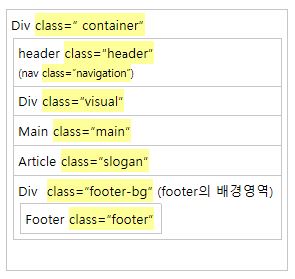 Div class=“ container”
header class=“header”
(nav class=“navigation”)
Div class=“visual”
Main class=“main”
Article class=“slogan”
Div class=“footer-bg” (footer의 배경영역)
Footer class=“footer”